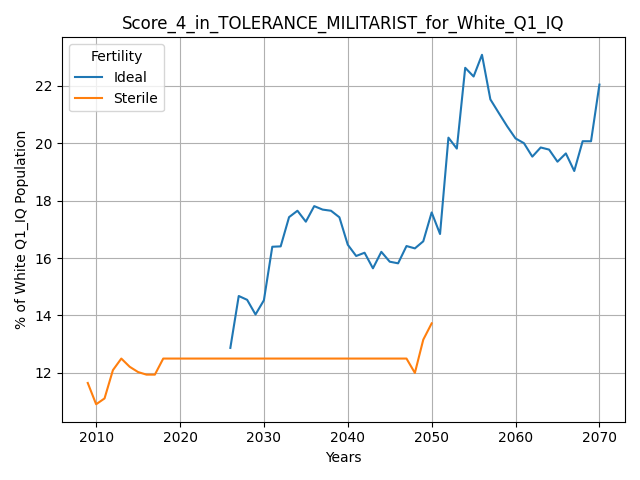 Score_4_in_TOLERANCE_MILITARIST_for_White_Q1_IQ
Fertility
Ideal
Sterile
% of White Q1_IQ Population
22
20
18
16
14
12
2010
2020
2030
2040
2050
2060
2070
Years